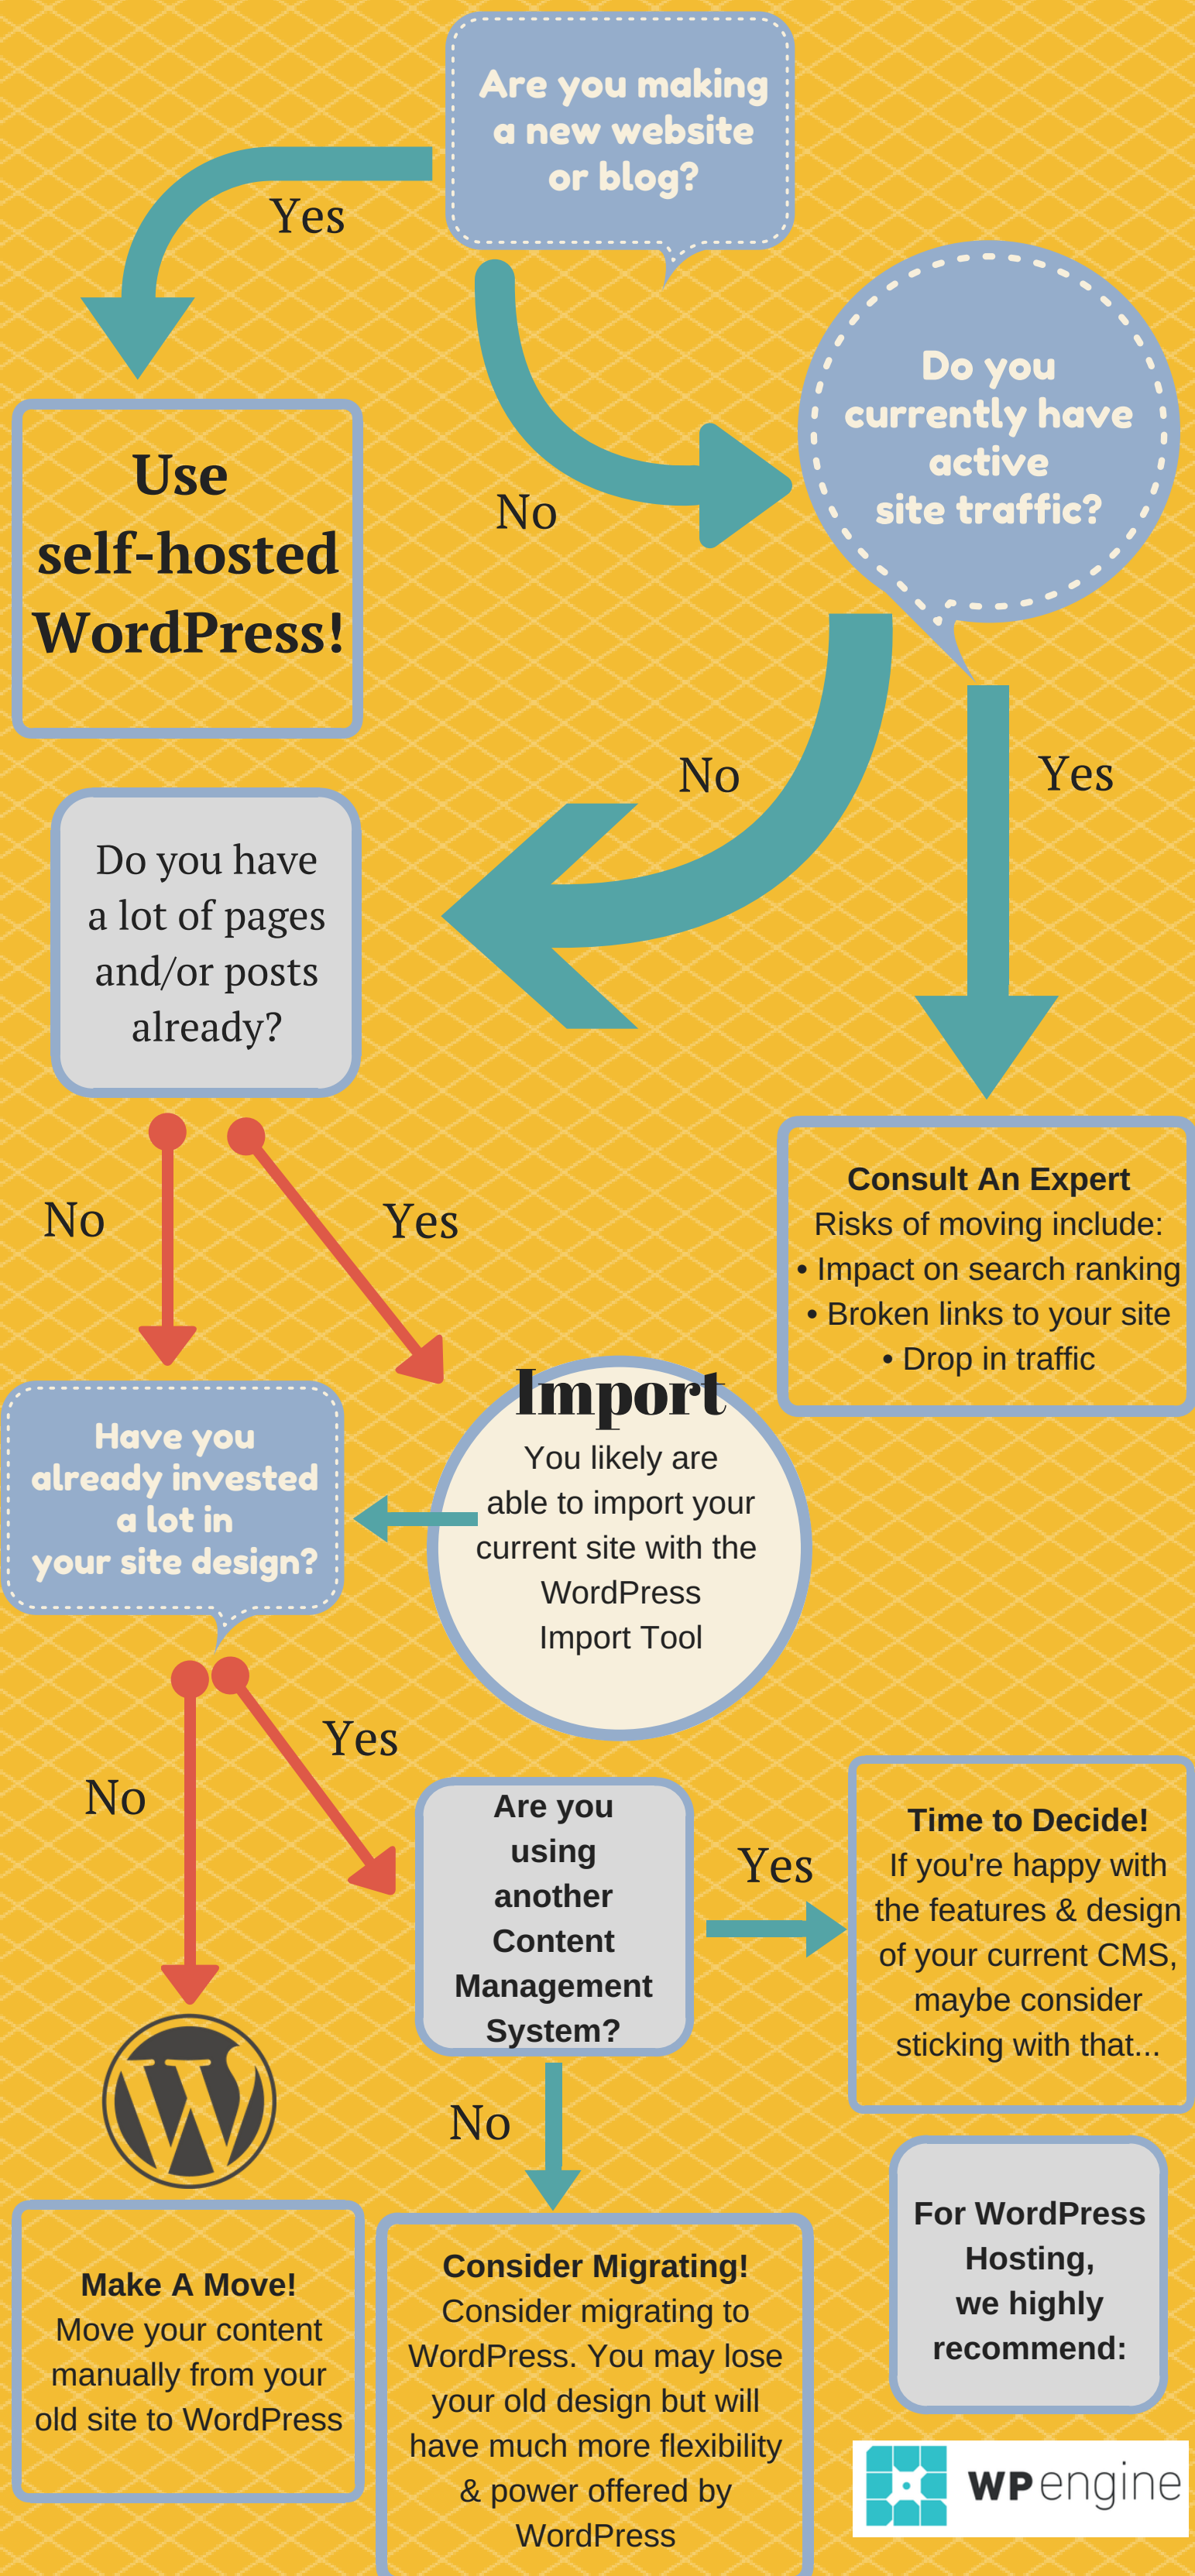 Are you making
a new website
or blog?
Yes
Do you
currently have
active
site traffic?
Use
self-hosted
WordPress!
No
No
Yes
Do you have
a lot of pages
and/or posts
already?
Consult An Expert
Risks of moving include:
• Impact on search ranking
• Broken links to your site
• Drop in traffic
No
Yes
Import
You likely are
able to import your
current site with the
WordPress
Import Tool
Have you
already invested
a lot in
your site design?
Yes
No
Are you
using
another
Content
Management
System?
Yes
Time to Decide!
If you're happy with
the features & design
of your current CMS,
maybe consider
sticking with that...
No
Make A Move!
Move your content
manually from your
old site to WordPress
Consider Migrating!
Consider migrating to
WordPress. You may lose
your old design but will
have much more flexibility
& power offered by
WordPress
For WordPress
Hosting,
we highly
recommend:
WP engine